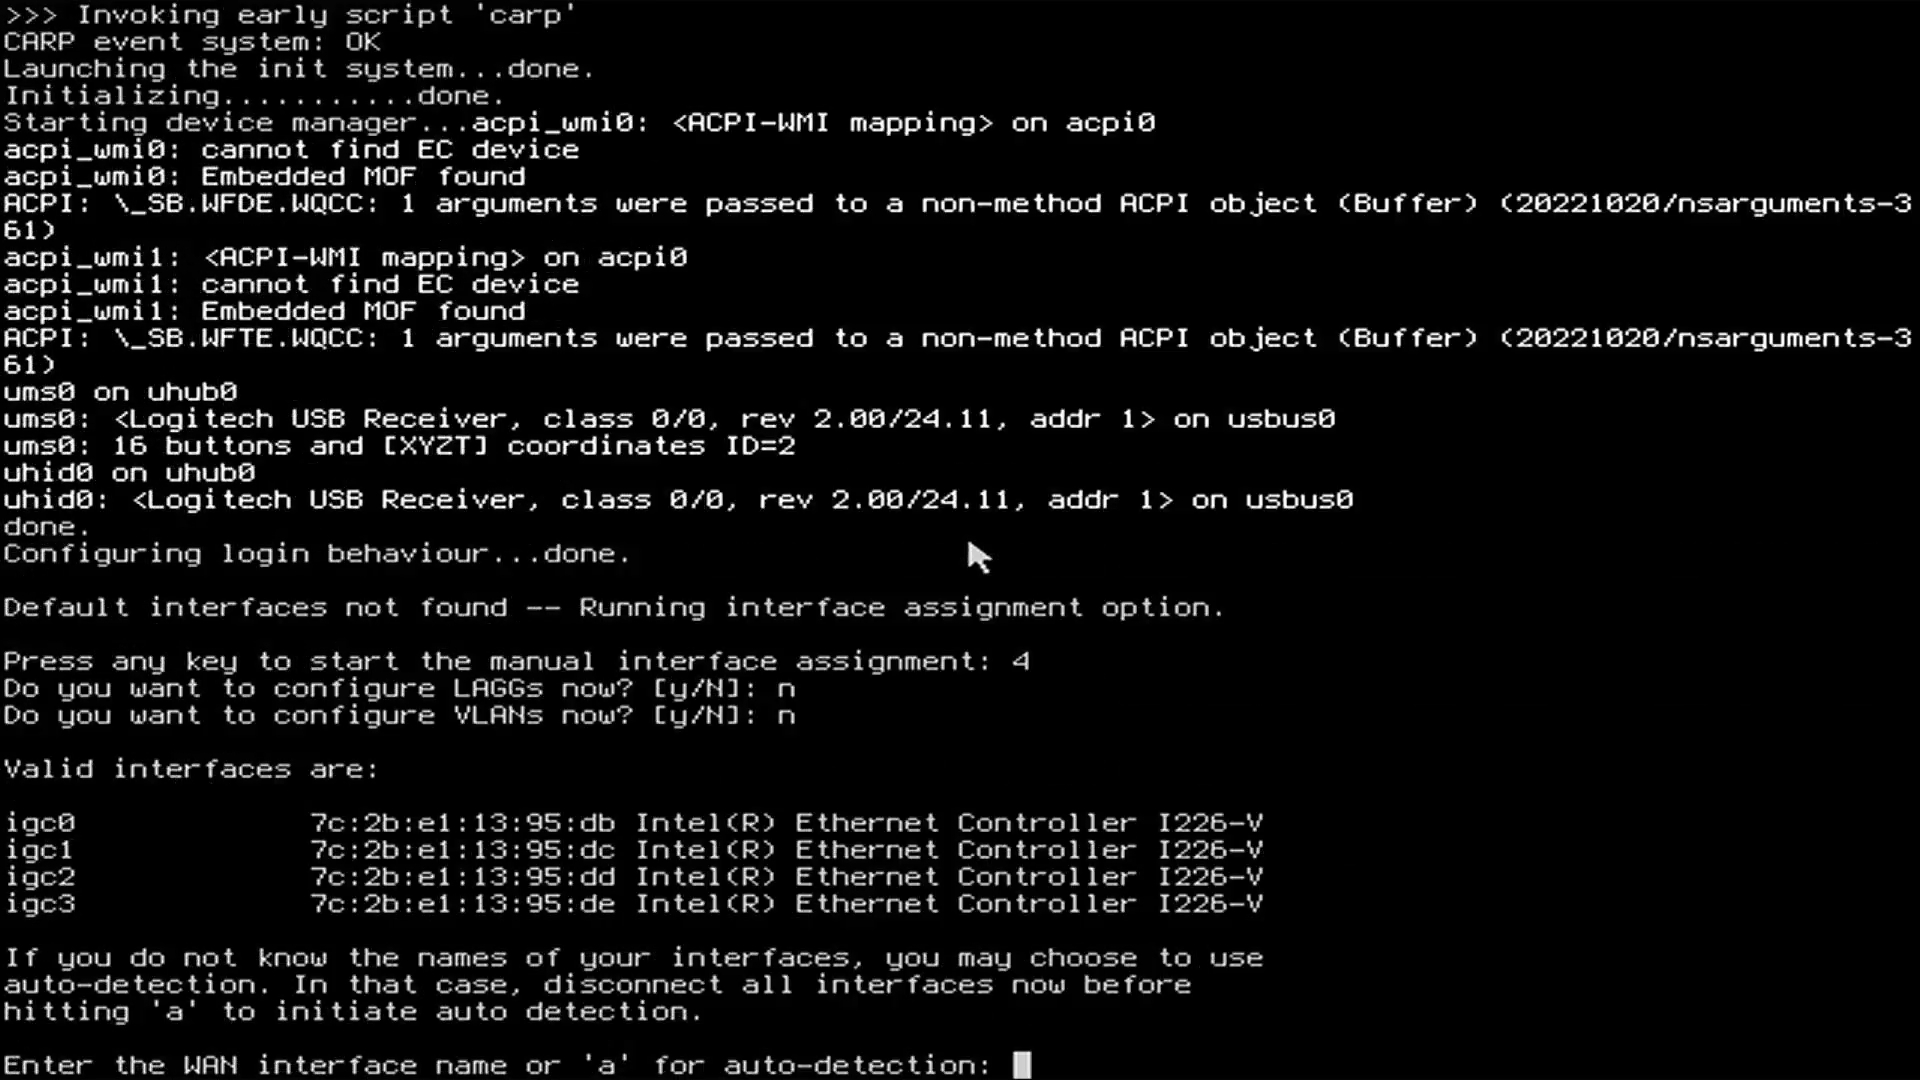 >>> Invoking early script 'carp'
CARP event system: OK
Launching the init system...done.
Initializing...........done.
Starting device manager...acpi_wmi0: <ACPI-WMI mapping> on acpi0
acpi_wmi0: cannot find EC device
acpi_wmi0: Embedded MOF found
ACPI: \_SB.WFDE.WQCC: 1 arguments were passed to a non-method ACPI object (Buffer) (20221020/nsarguments-3
61)
acpi_wmi1: <ACPI-WMI mapping> on acpi0
acpi_wmi1: cannot find EC device
acpi_wmi1: Embedded MOF found
ACPI: \_SB.WFTE.WQCC: 1 arguments were passed to a non-method ACPI object (Buffer) (20221020/nsarguments-3
61)
ums0 on uhub0
ums0: <Logitech USB Receiver, class 0/0, rev 2.00/24.11, addr 1> on usbus0
ums0: 16 buttons and [XYZT] coordinates ID=2
uhid0 on uhub0
uhid0: <Logitech USB Receiver, class 0/0, rev 2.00/24.11, addr 1> on usbus0
done.
Configuring login behaviour...done.
Default interfaces not found -- Running interface assignment option.
Press any key to start the manual interface assignment: 4
Do you want to configure LAGGs now? [y/N]: n
Do you want to configure VLANs now? [y/N]: n
Valid interfaces are:
igc0 7c:2b:e1:13:95:db Intel(R) Ethernet Controller I226-V
igc1 7c:2b:e1:13:95:dc Intel(R) Ethernet Controller I226-V
igc2 7c:2b:e1:13:95:dd Intel(R) Ethernet Controller I226-V
igc3 7c:2b:e1:13:95:de Intel(R) Ethernet Controller I226-V
If you do not know the names of your interfaces, you may choose to use
auto-detection. In that case, disconnect all interfaces now before
hitting 'a' to initiate auto detection.
Enter the WAN interface name or 'a' for auto-detection: